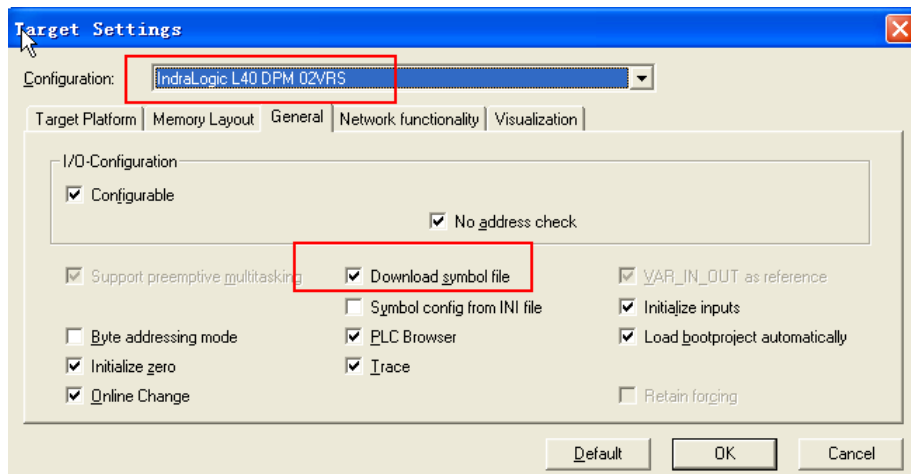 Target Settings
Configuration: IndraLogic L40 DPM 02VRS
Target Platform Memory Layout General Network functionality Visualization
I/O-Configuration
Configurable
No address check
Support preemptive multitasking Download symbol file VAR_IN_OUT as reference
Symbol config from INI file Initialize inputs
Byte addressing mode PLC Browser Load bootproject automatically
Initialize zero Trace
Online Change Retain forcing
Default OK Cancel